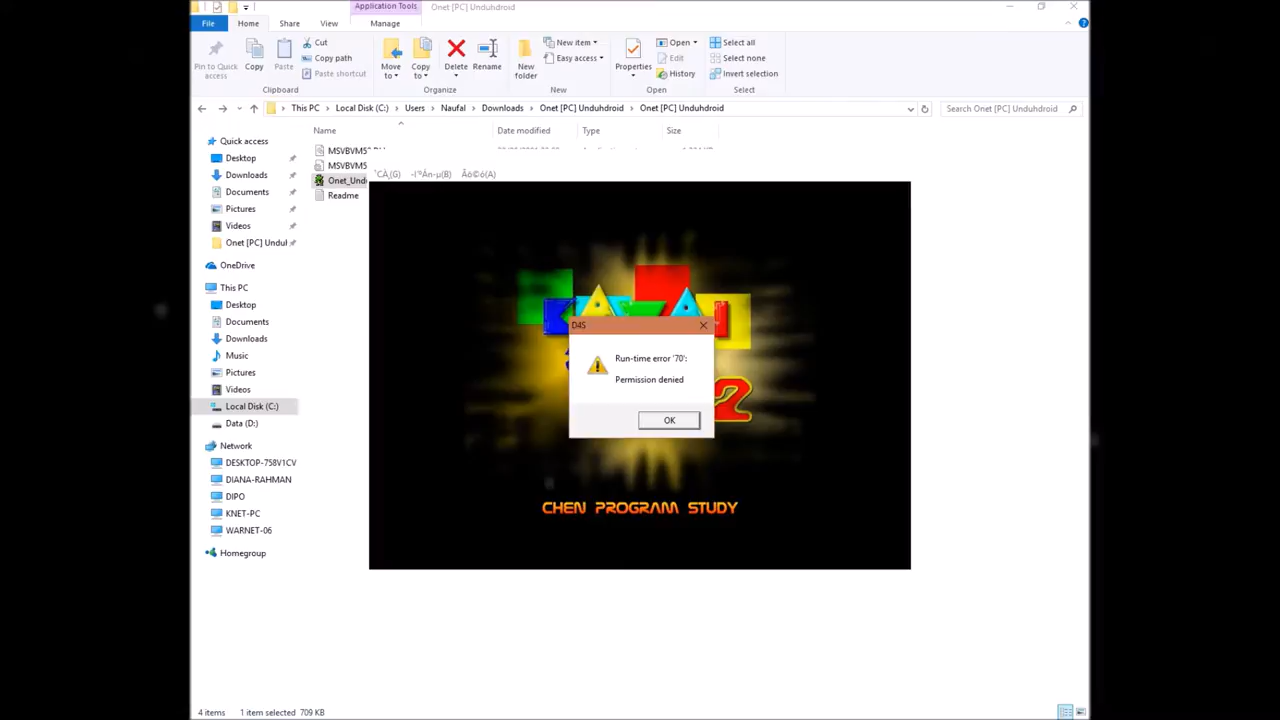 Application Tools Onet [PC] Unduhdroid
File Home Share View Manage
Pin to Quick access
Copy
Paste
Cut
Copy path
Paste shortcut
Clipboard
Move to
Copy to
Delete
Rename
Organize
New folder
New item
Easy access
New
Properties
Open
Edit
History
Open
Select all
Select none
Invert selection
Select
This PC Local Disk (C:) Users Naufal Downloads Onet [PC] Unduhdroid Onet [PC] Unduhdroid
Search Onet [PC] Unduhdroid
Name Date modified Type Size
Quick access
Desktop
Downloads
Documents
Pictures
Videos
Onet [PC] Unduh
OneDrive
This PC
Desktop
Documents
Downloads
Music
Pictures
Videos
Local Disk (C:)
Data (D:)
Network
DESKTOP-758V1CV
DIANA-RAHMAN
DIPO
KNET-PC
WARNET-06
Homegroup
MSVBVM5
Onet_Und
Readme
D4S
Run-time error '70':
Permission denied
OK
2
CHEN PROGRAM STUDY
4 items 1 item selected 709 KB